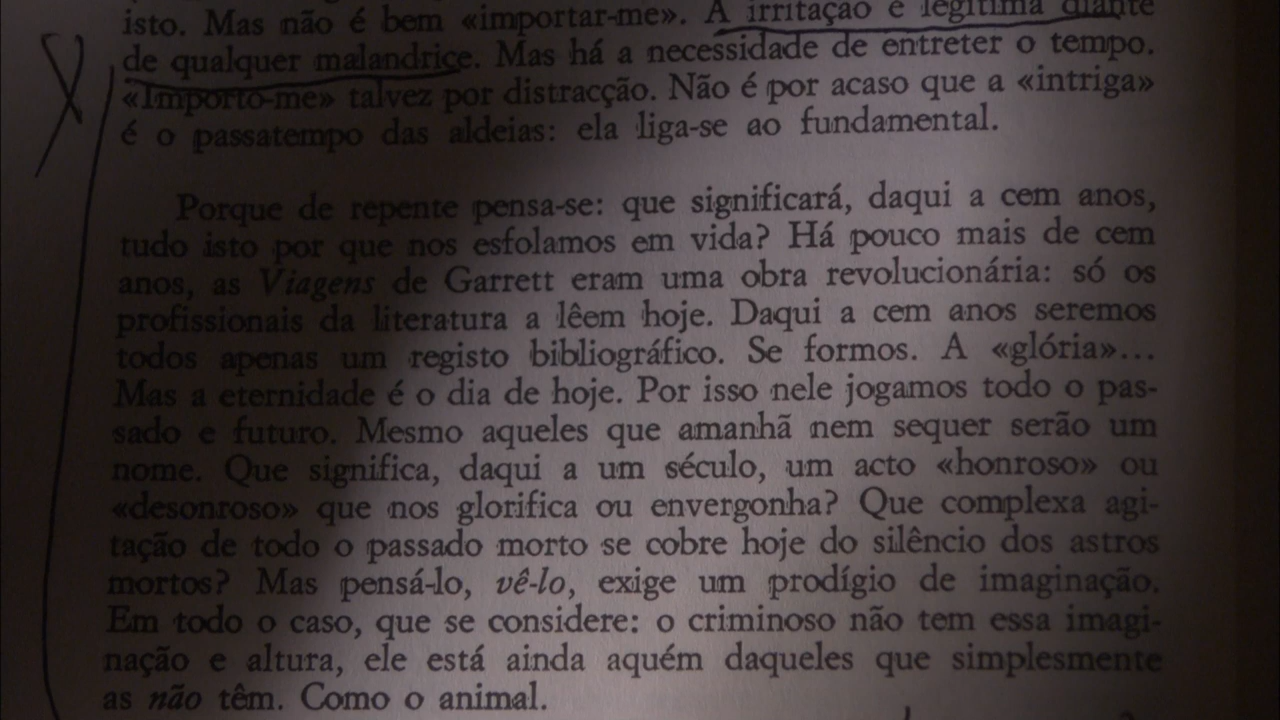 isto. Mas não é bem «importar-me». A irritação é legítima diante
de qualquer malandrice. Mas há a necessidade de entreter o tempo.
«Importo-me» talvez por distracção. Não é por acaso que a «intriga»
é o passatempo das aldeias: ela liga-se ao fundamental.
Porque de repente pensa-se: que significará, daqui a cem anos,
tudo isto por que nos esfolamos em vida? Há pouco mais de cem
anos, as Viagens de Garrett eram uma obra revolucionária: só os
profissionais da literatura a lêem hoje. Daqui a cem anos seremos
todos apenas um registo bibliográfico. Se formos. A «glória»...
Mas a eternidade é o dia de hoje. Por isso nele jogamos todo o pas-
sado e futuro. Mesmo aqueles que amanhã nem sequer serão um
nome. Que significa, daqui a um século, um acto «honroso» ou
«desonroso» que nos glorifica ou envergonha? Que complexa agi-
tação de todo o passado morto se cobre hoje do silêncio dos astros
mortos? Mas pensá-lo, vê-lo, exige um prodígio de imaginação.
Em todo o caso, que se considere: o criminoso não tem essa imagi-
nação e altura, ele está ainda aquém daqueles que simplesmente
as não têm. Como o animal.